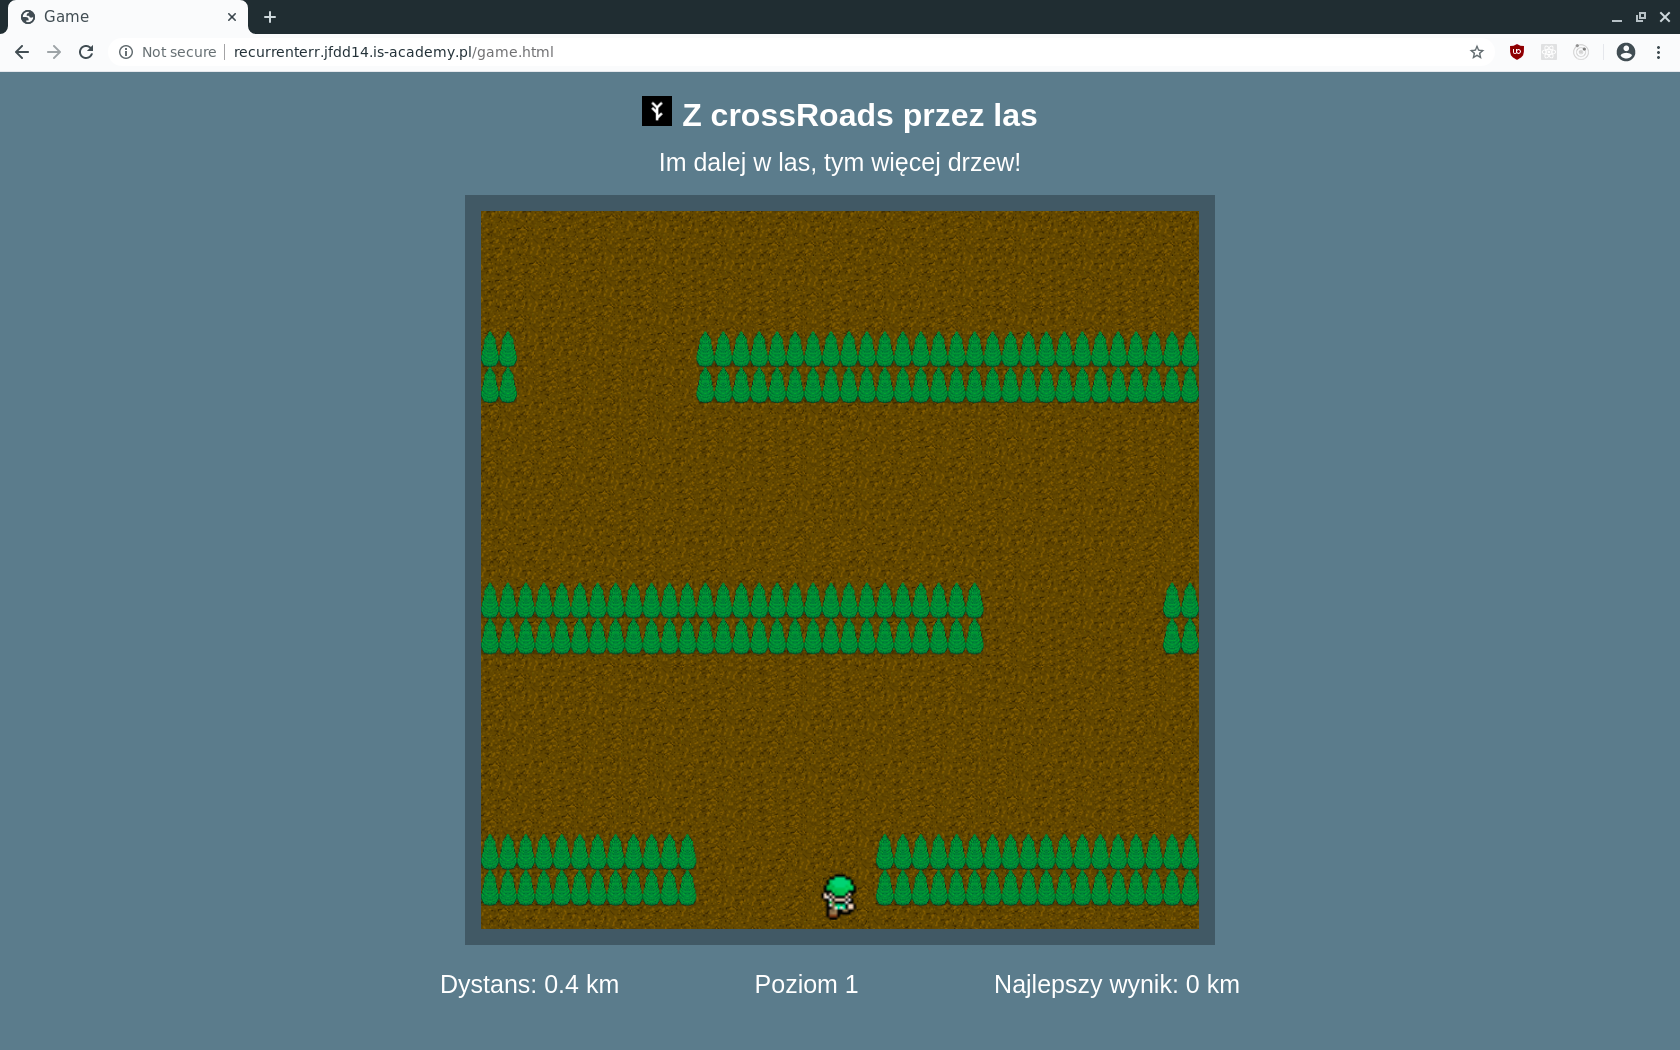 Game
Not secure recurrenterr.jfdd14.is-academy.pl/game.html
Z crossRoads przez las
Im dalej w las, tym więcej drzew!
Dystans: 0.4 km Poziom 1 Najlepszy wynik: 0 km